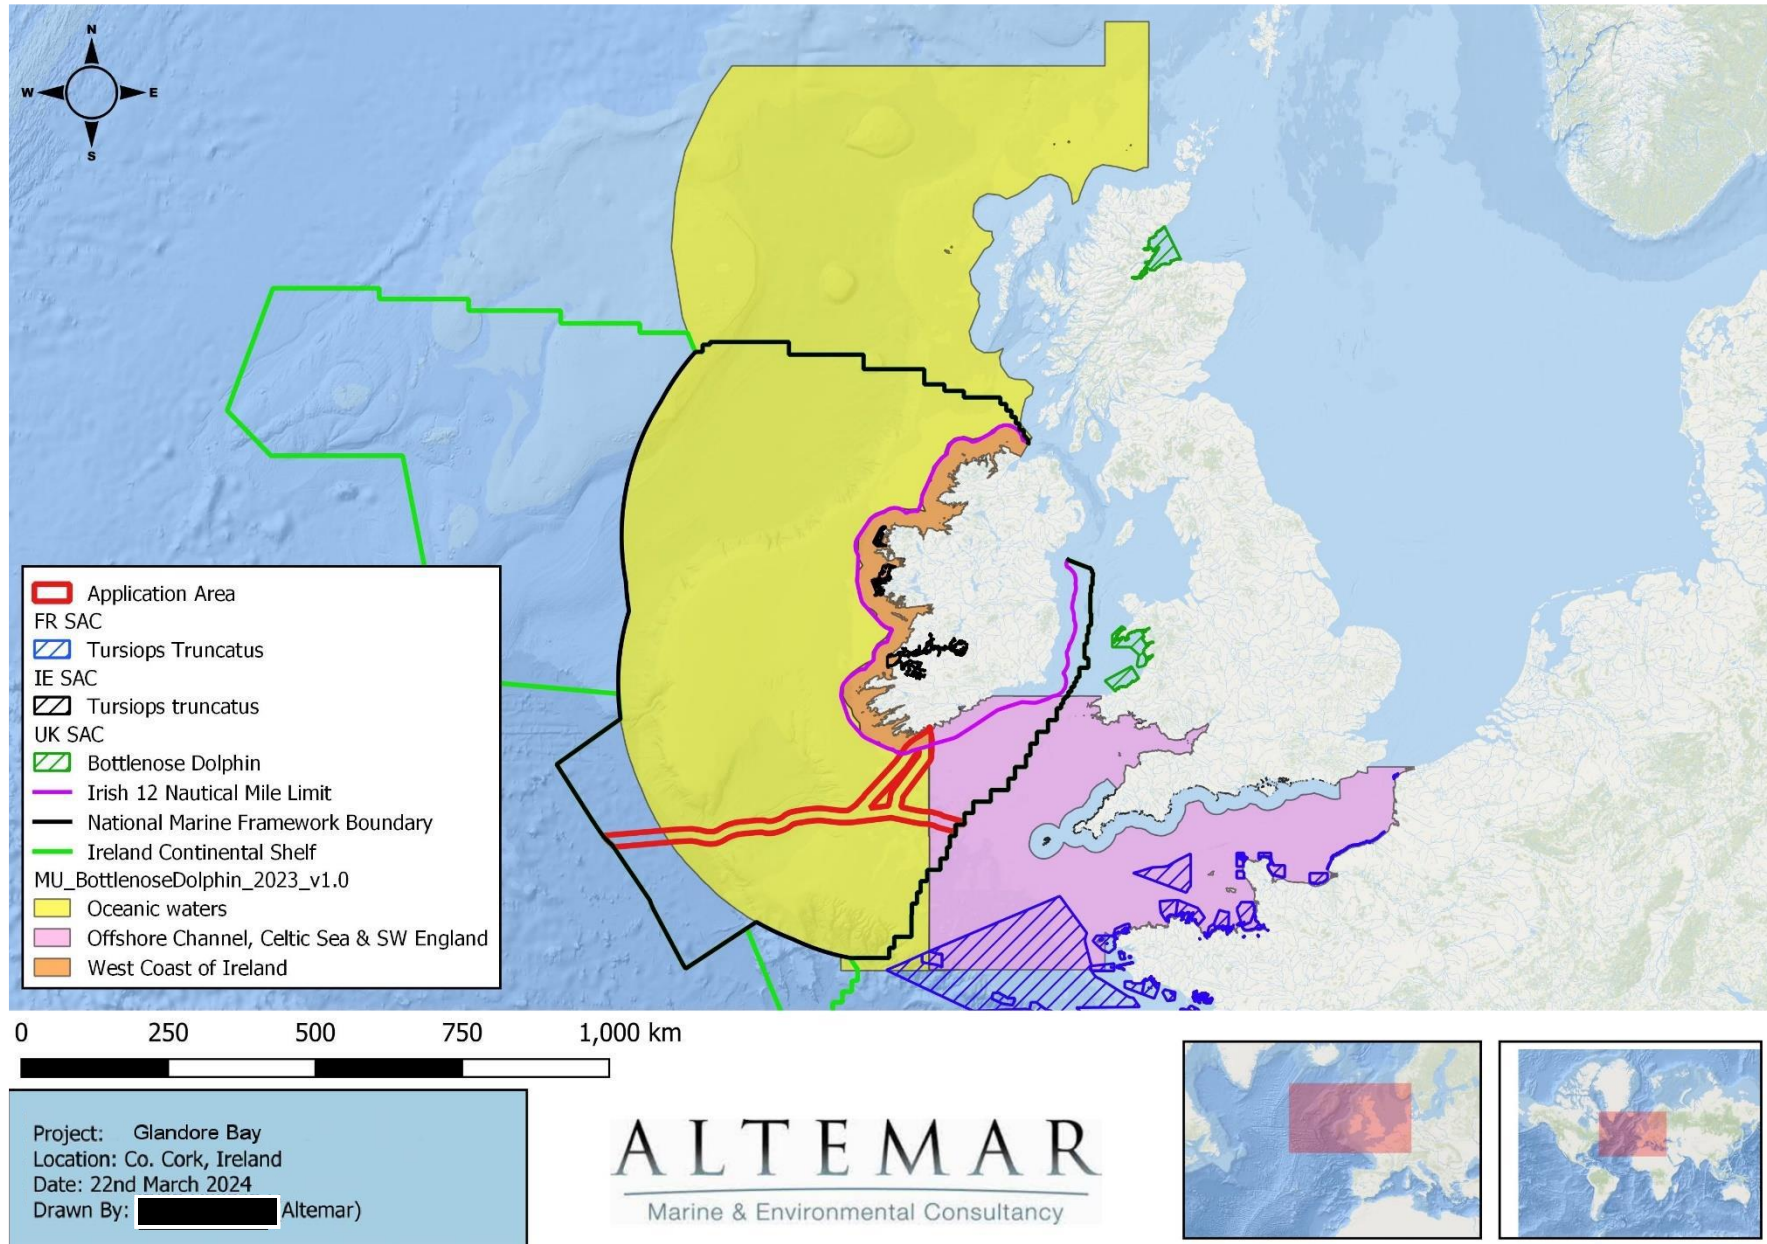 N
W E
S
Application Area
FR SAC
Tursiops Truncatus
IE SAC
Tursiops truncatus
UK SAC
Bottlenose Dolphin
Irish 12 Nautical Mile Limit
National Marine Framework Boundary
Ireland Continental Shelf
MU_BottlenoseDolphin_2023_v1.0
Oceanic waters
Offshore Channel, Celtic Sea & SW England
West Coast of Ireland
0 250 500 750 1,000 km
Project: Glandore Bay
Location: Co. Cork, Ireland
Date: 22nd March 2024
Drawn By: Altemar)
ALTEMAR
Marine & Environmental Consultancy